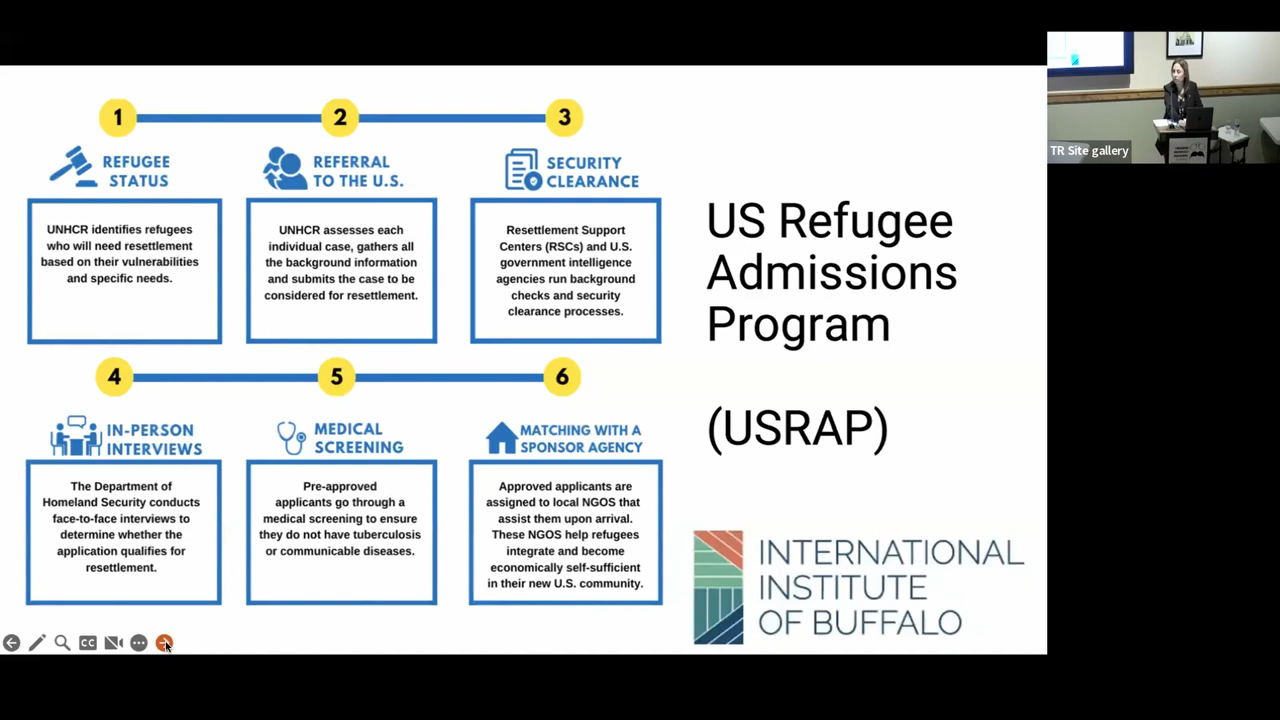 1
2
3
REFUGEE
STATUS
REFERRAL
TO THE U.S.
SECURITY
CLEARANCE
UNHCR identifies refugees
who will need resettlement
based on their vulnerabilities
and specific needs.
UNHCR assesses each
individual case, gathers all
the background information
and submits the case to be
considered for resettlement.
Resettlement Support
Centers (RSCs) and U.S.
government intelligence
agencies run background
checks and security
clearance processes.
4
5
6
IN-PERSON
INTERVIEWS
MEDICAL
SCREENING
MATCHING WITH A
SPONSOR AGENCY
The Department of
Homeland Security conducts
face-to-face interviews to
determine whether the
application qualifies for
resettlement.
Pre-approved
applicants go through a
medical screening to ensure
they do not have tuberculosis
or communicable diseases.
Approved applicants are
assigned to local NGOS that
assist them upon arrival.
These NGOS help refugees
integrate and become
economically self-sufficient
in their new U.S. community.
US Refugee
Admissions
Program
(USRAP)
INTERNATIONAL
INSTITUTE
OF BUFFALO
CC
TR Site gallery